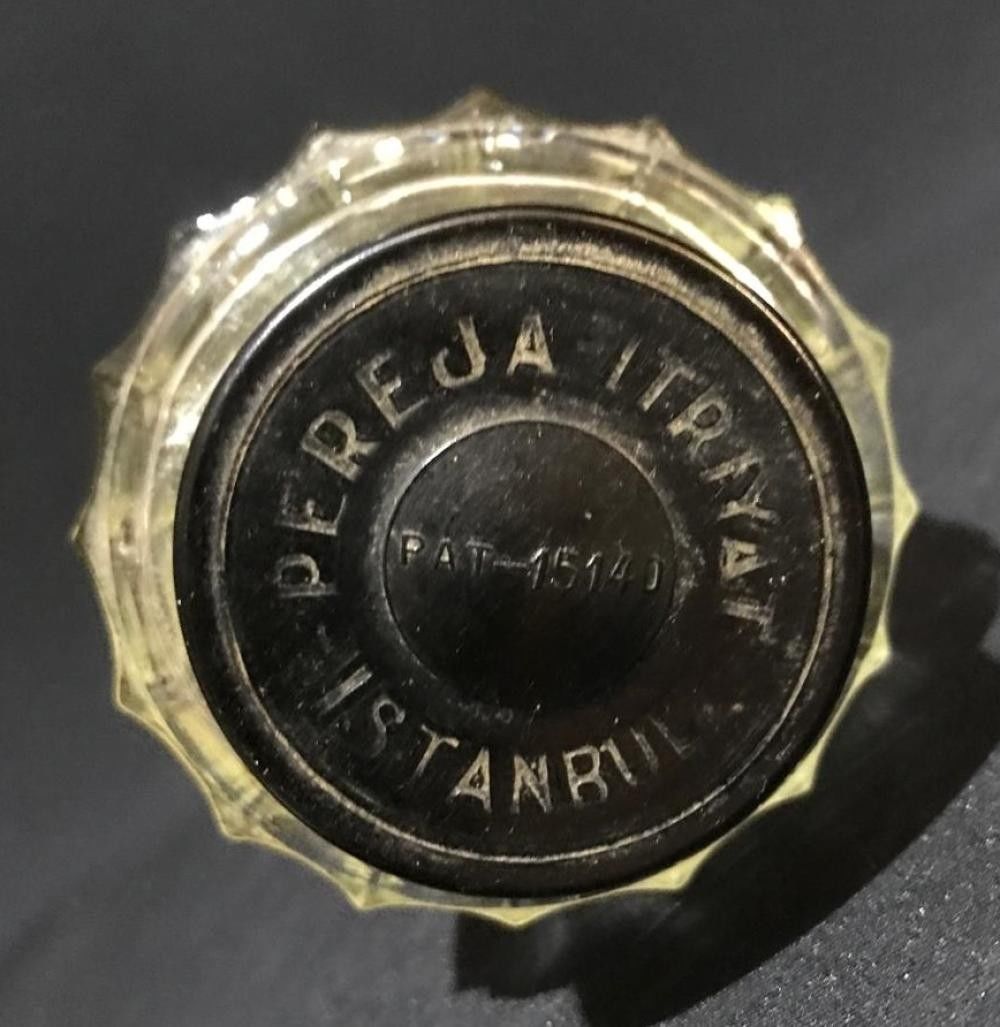 PEREJA ITRIYAT
PAT-15140
-ISTANBUL-